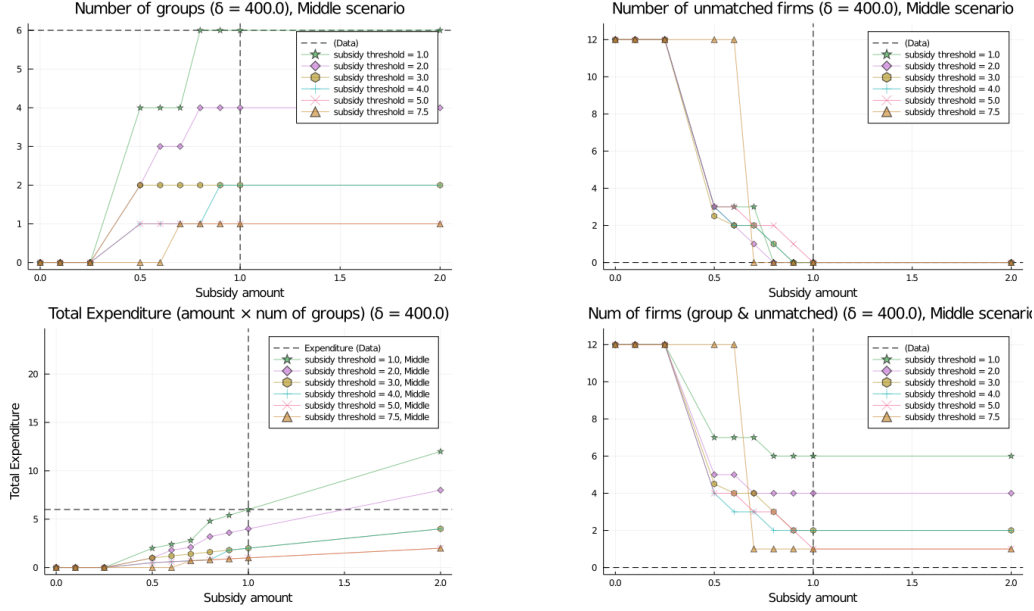 Number of groups (δ = 400.0), Middle scenario
6
5
4
3
2
1
0
0.0
0.5
1.0
1.5
2.0
Subsidy amount
(Data)
subsidy threshold = 1.0
subsidy threshold = 2.0
subsidy threshold = 3.0
subsidy threshold = 4.0
subsidy threshold = 5.0
subsidy threshold = 7.5
Number of unmatched firms (δ = 400.0), Middle scenario
12
10
8
6
4
2
0
0.0
0.5
1.0
1.5
2.0
Subsidy amount
(Data)
subsidy threshold = 1.0
subsidy threshold = 2.0
subsidy threshold = 3.0
subsidy threshold = 4.0
subsidy threshold = 5.0
subsidy threshold = 7.5
Total Expenditure (amount × num of groups) (δ = 400.0)
Total Expenditure
20
15
10
5
0
0.0
0.5
1.0
1.5
2.0
Subsidy amount
Expenditure (Data)
subsidy threshold = 1.0, Middle
subsidy threshold = 2.0, Middle
subsidy threshold = 3.0, Middle
subsidy threshold = 4.0, Middle
subsidy threshold = 5.0, Middle
subsidy threshold = 7.5, Middle
Num of firms (group & unmatched) (δ = 400.0), Middle scenario
12
10
8
6
4
2
0
0.0
0.5
1.0
1.5
2.0
Subsidy amount
(Data)
subsidy threshold = 1.0
subsidy threshold = 2.0
subsidy threshold = 3.0
subsidy threshold = 4.0
subsidy threshold = 5.0
subsidy threshold = 7.5